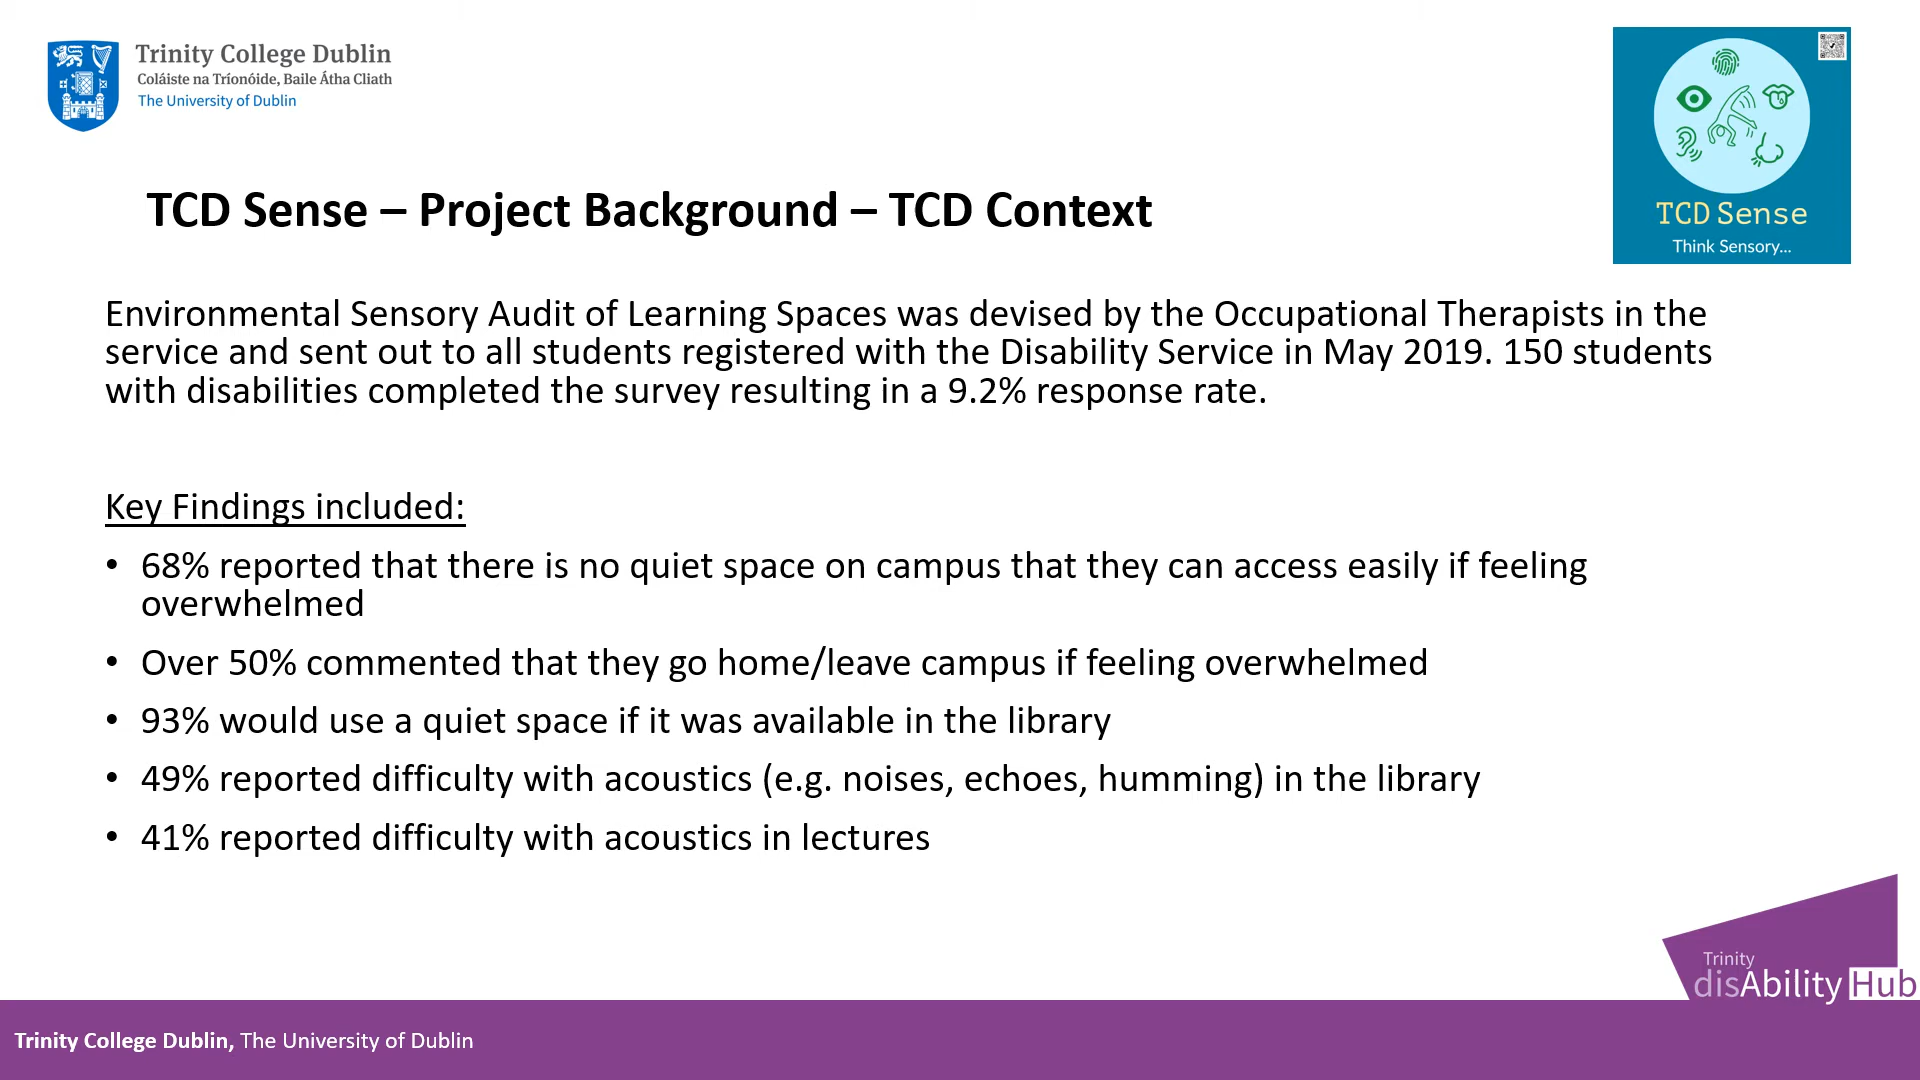 Trinity College Dublin
Coláiste na Tríonóide, Baile Átha Cliath
The University of Dublin
TCD Sense
Think Sensory...
TCD Sense – Project Background – TCD Context
Environmental Sensory Audit of Learning Spaces was devised by the Occupational Therapists in the
service and sent out to all students registered with the Disability Service in May 2019. 150 students
with disabilities completed the survey resulting in a 9.2% response rate.
Key Findings included:
• 68% reported that there is no quiet space on campus that they can access easily if feeling
overwhelmed
• Over 50% commented that they go home/leave campus if feeling overwhelmed
• 93% would use a quiet space if it was available in the library
• 49% reported difficulty with acoustics (e.g. noises, echoes, humming) in the library
• 41% reported difficulty with acoustics in lectures
Trinity
disAbility Hub
Trinity College Dublin, The University of Dublin